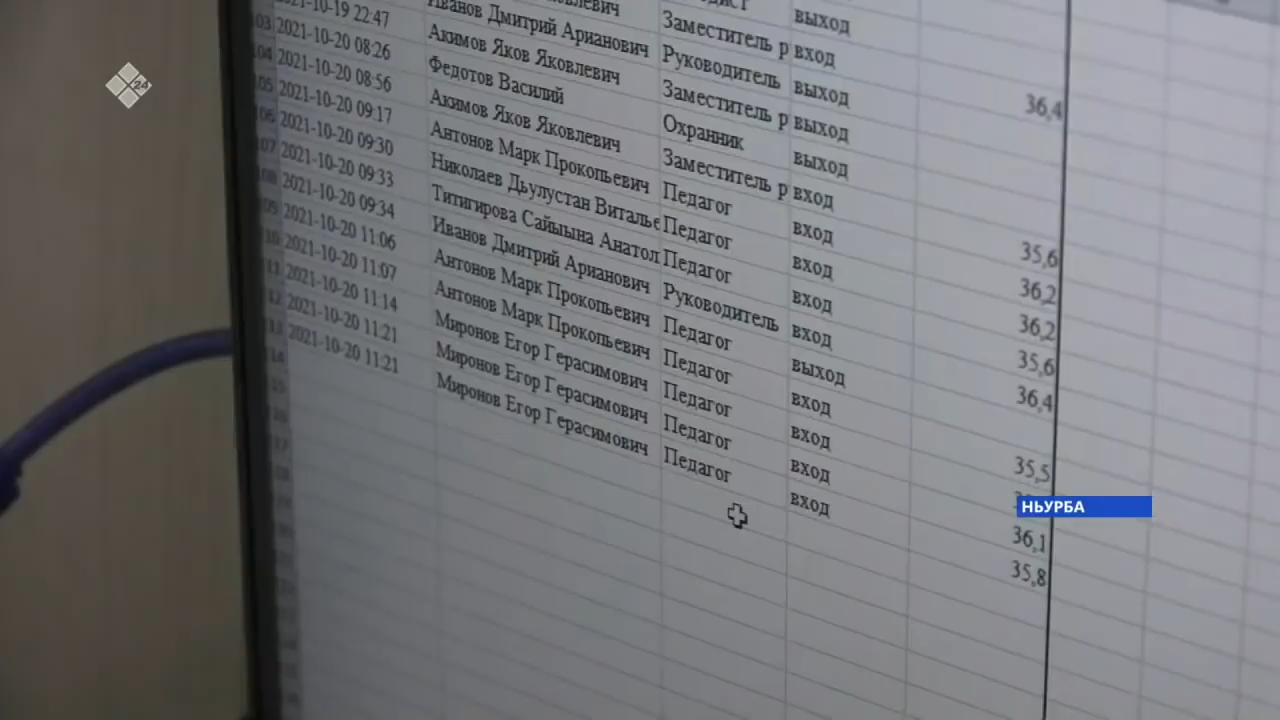 выход
Заместитель р вход 36,4
Иванов Дмитрий Арианович Руководитель выход
2021-10-19 22:47 Акимов Яков Яковлевич Заместитель р выход
2021-10-20 08:26 Федотов Василий Охранник выход
2021-10-20 08:56 Акимов Яков Яковлевич Заместитель р вход 35,6
2021-10-20 09:17 Антонов Марк Прокопьевич Педагог вход 36,2
2021-10-20 09:30 Николаев Дьулустан Виталье Педагог вход 36,2
2021-10-20 09:33 Титигирова Сайыына Анатол Педагог вход 35,6
2021-10-20 09:34 Иванов Дмитрий Арианович Руководитель вход 36,4
2021-10-20 11:06 Антонов Марк Прокопьевич Педагог выход
2021-10-20 11:07 Антонов Марк Прокопьевич Педагог вход 35,5
2021-10-20 11:14 Миронов Егор Герасимович Педагог вход
2021-10-20 11:21 Миронов Егор Герасимович Педагог вход 36,1
2021-10-20 11:21 Миронов Егор Герасимович Педагог вход 35,8
24
НЬУРБА